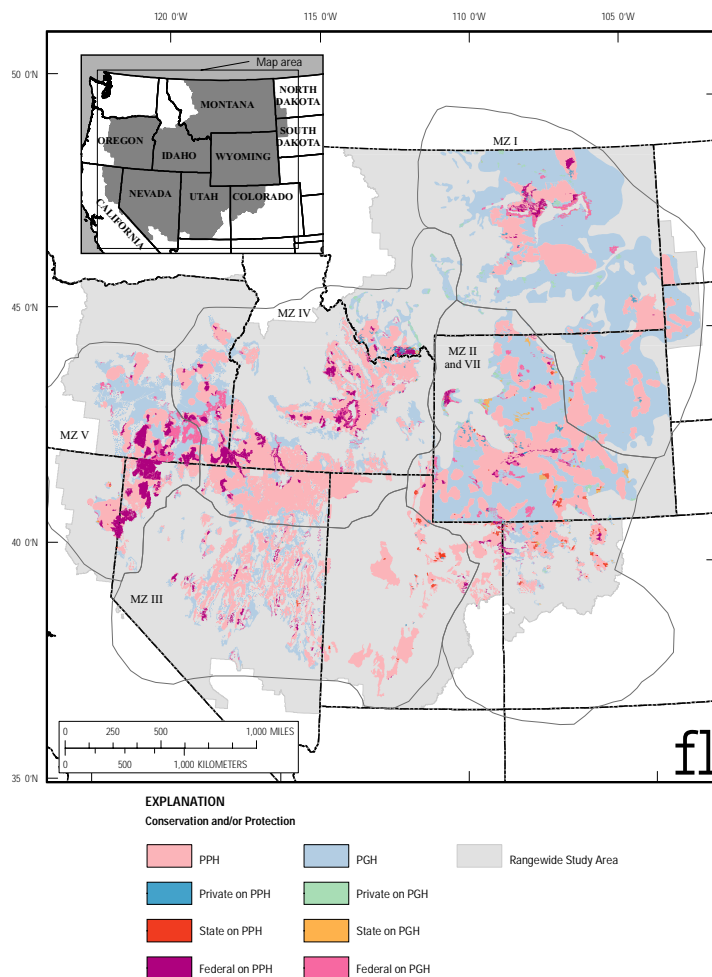 120 0'W 115 0'W 110 0'W 105 0'W
50 0'N
Map area
NORTH
DAKOTA
MONTANA
SOUTH
DAKOTA
OREGON
IDAHO
WYOMING
NEVADA
UTAH
COLORADO
CALIFORNIA
MZ I
45 0'N
MZ IV
MZ II
and VII
MZ V
40 0'N
MZ III
0 250 500 1,000 MILES
0 500 1,000 KILOMETERS
fl
35 0'N
EXPLANATION
Conservation and/or Protection
PPH PGH Rangewide Study Area
Private on PPH Private on PGH
State on PPH State on PGH
Federal on PPH Federal on PGH